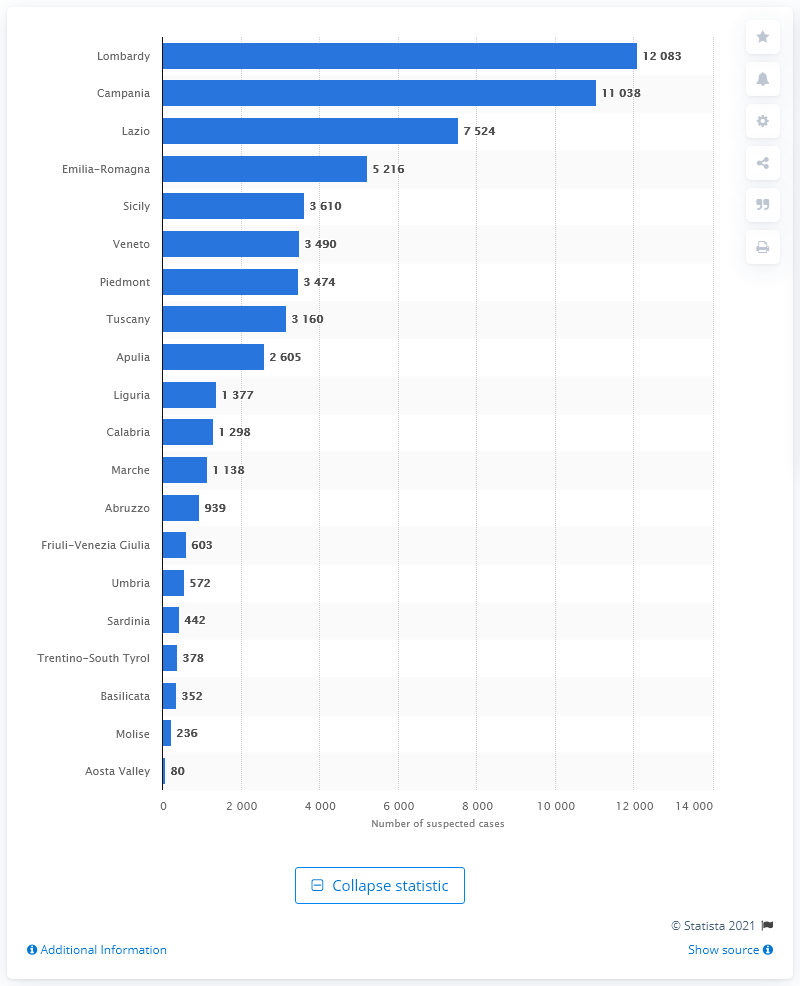 Lombardy 12 083
Campania 11 038
Lazio 7 524
Emilia-Romagna 5 216
Sicily 3 610
Veneto 3 490
Piedmont 3 474
Tuscany 3 160
Apulia 2 605
Liguria 1 377
Calabria 1 298
Marche 1 138
Abruzzo 939
Friuli-Venezia Giulia 603
Umbria 572
Sardinia 442
Trentino-South Tyrol 378
Basilicata 352
Molise 236
Aosta Valley 80
0 2 000 4 000 6 000 8 000 10 000 12 000 14 000
Number of suspected cases
Collapse statistic
© Statista 2021
Additional Information Show source